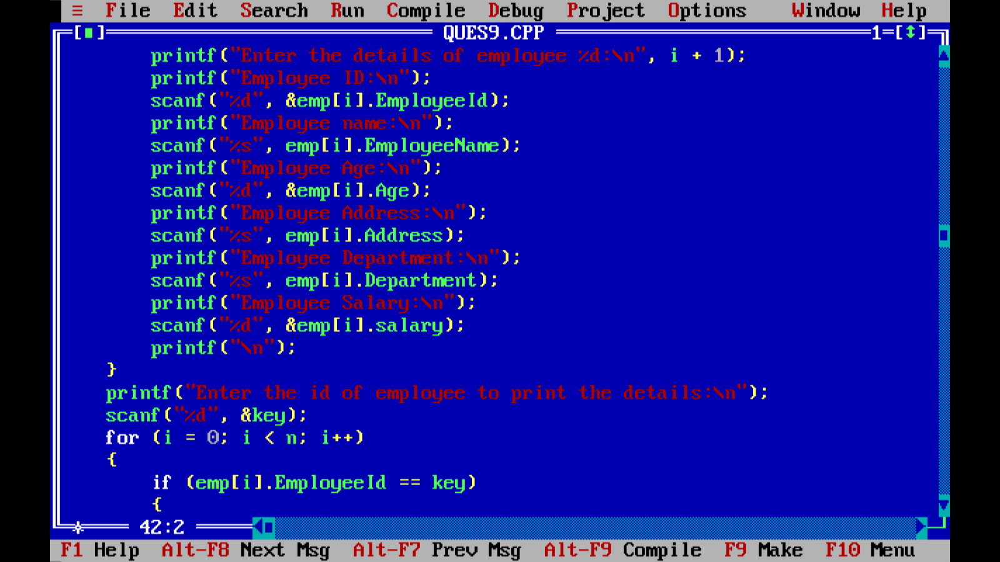 ≡ File Edit Search Run Compile Debug Project Options Window Help
[■] QUES9.CPP 1=[↕]
printf("Enter the details of employee %d:\n", i + 1);
printf("Employee ID:\n");
scanf("%d", &emp[i].EmployeeId);
printf("Employee name:\n");
scanf("%s", emp[i].EmployeeName);
printf("Employee Age:\n");
scanf("%d", &emp[i].Age);
printf("Employee Address:\n");
scanf("%s", emp[i].Address);
printf("Employee Department:\n");
scanf("%s", emp[i].Department);
printf("Employee Salary:\n");
scanf("%d", &emp[i].salary);
printf("\n");
}
printf("Enter the id of employee to print the details:\n");
scanf("%d", &key);
for (i = 0; i < n; i++)
{
if (emp[i].EmployeeId == key)
{
42:2
F1 Help Alt-F8 Next Msg Alt-F7 Prev Msg Alt-F9 Compile F9 Make F10 Menu